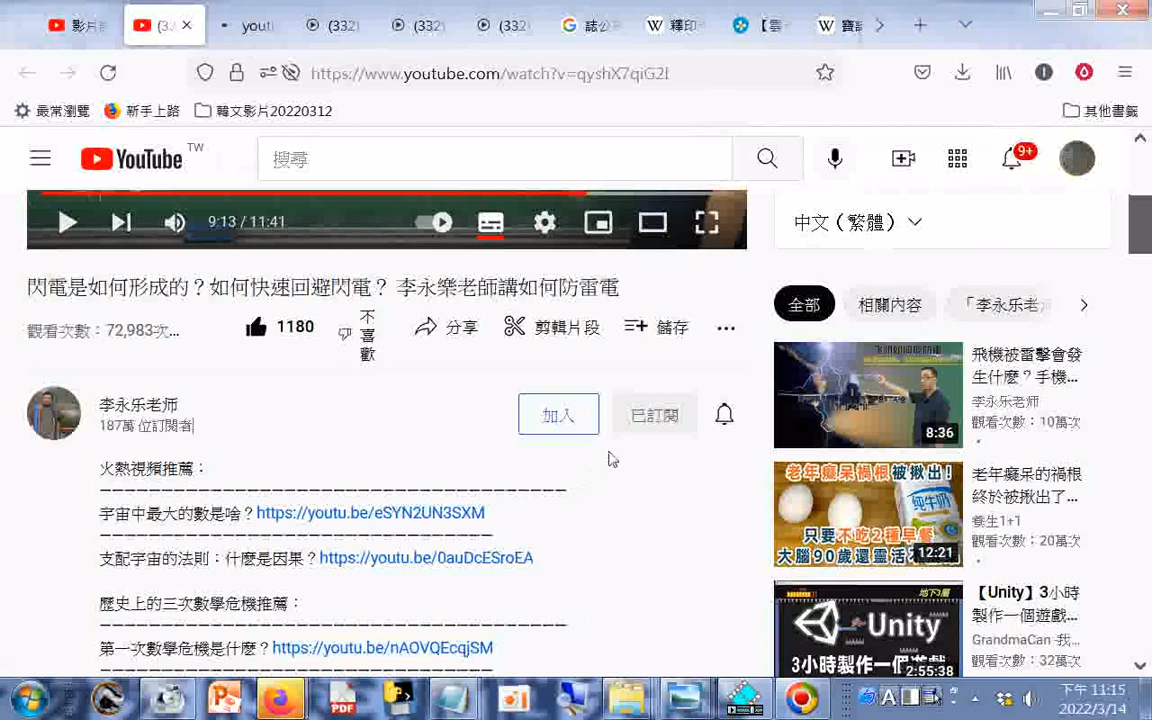 影片
(33
yout
(332
(332
(332
誌公
釋印
【雲
W 寶誌
https://www.youtube.com/watch?v=qyshX7qiG2I
最常瀏覽
新手上路
韓文影片20220312
其他書籤
YouTube TW
搜尋
9+
9:13 / 11:41
中文（繁體）
閃電是如何形成的？如何快速回避閃電？ 李永樂老師講如何防雷電
觀看次數：72,983次...
1180
不喜歡
分享
剪輯片段
儲存
全部
相關內容
「李永乐老
李永乐老师
187萬 位訂閱者
加入
已訂閱
火熱視頻推薦：
宇宙中最大的數是啥？https://youtu.be/eSYN2UN3SXM
支配宇宙的法則：什麼是因果？https://youtu.be/0auDcESroEA
歷史上的三次數學危機推薦：
第一次數學危機是什麼？https://youtu.be/nAOVQEcqjSM
飛機被雷擊會發
生什麼？手機...
李永乐老师
觀看次數：10萬次
8:36
老年癡呆禍根被揪出！
纯牛奶
只要不吃2種早餐
大腦90歲還靈活
12:21
老年癡呆的禍根
終於被揪出了...
養生1+1
觀看次數：20萬次
地下3層
Unity
3小時製作一個遊戲
2:55:38
【Unity】3小時
製作一個遊戲...
GrandmaCan -我...
觀看次數：32萬次
PDF
A
下午 11:15
2022/3/14